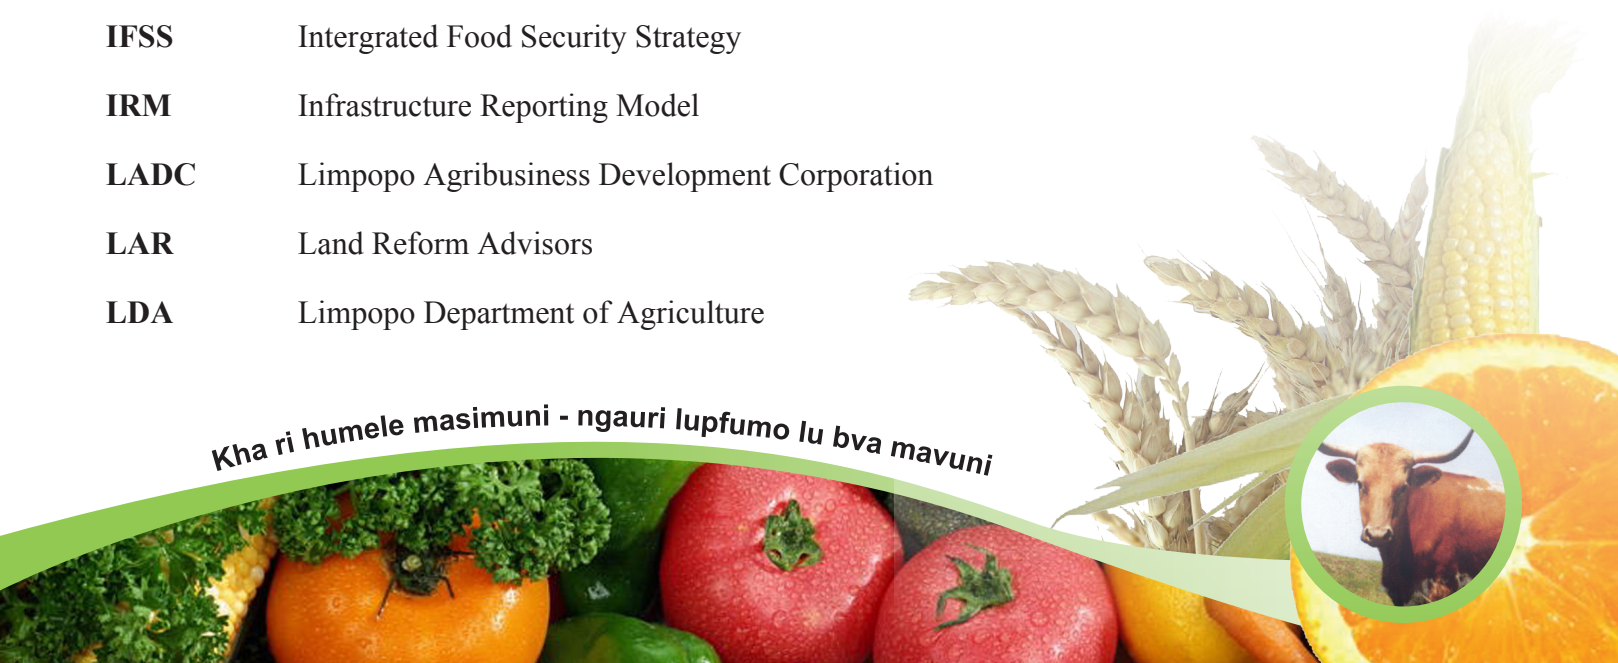 IFSS Intergrated Food Security Strategy
IRM Infrastructure Reporting Model
LADC Limpopo Agribusiness Development Corporation
LAR Land Reform Advisors
LDA Limpopo Department of Agriculture
Kha ri humele masimuni - ngauri lupfumo lu bva mavuni